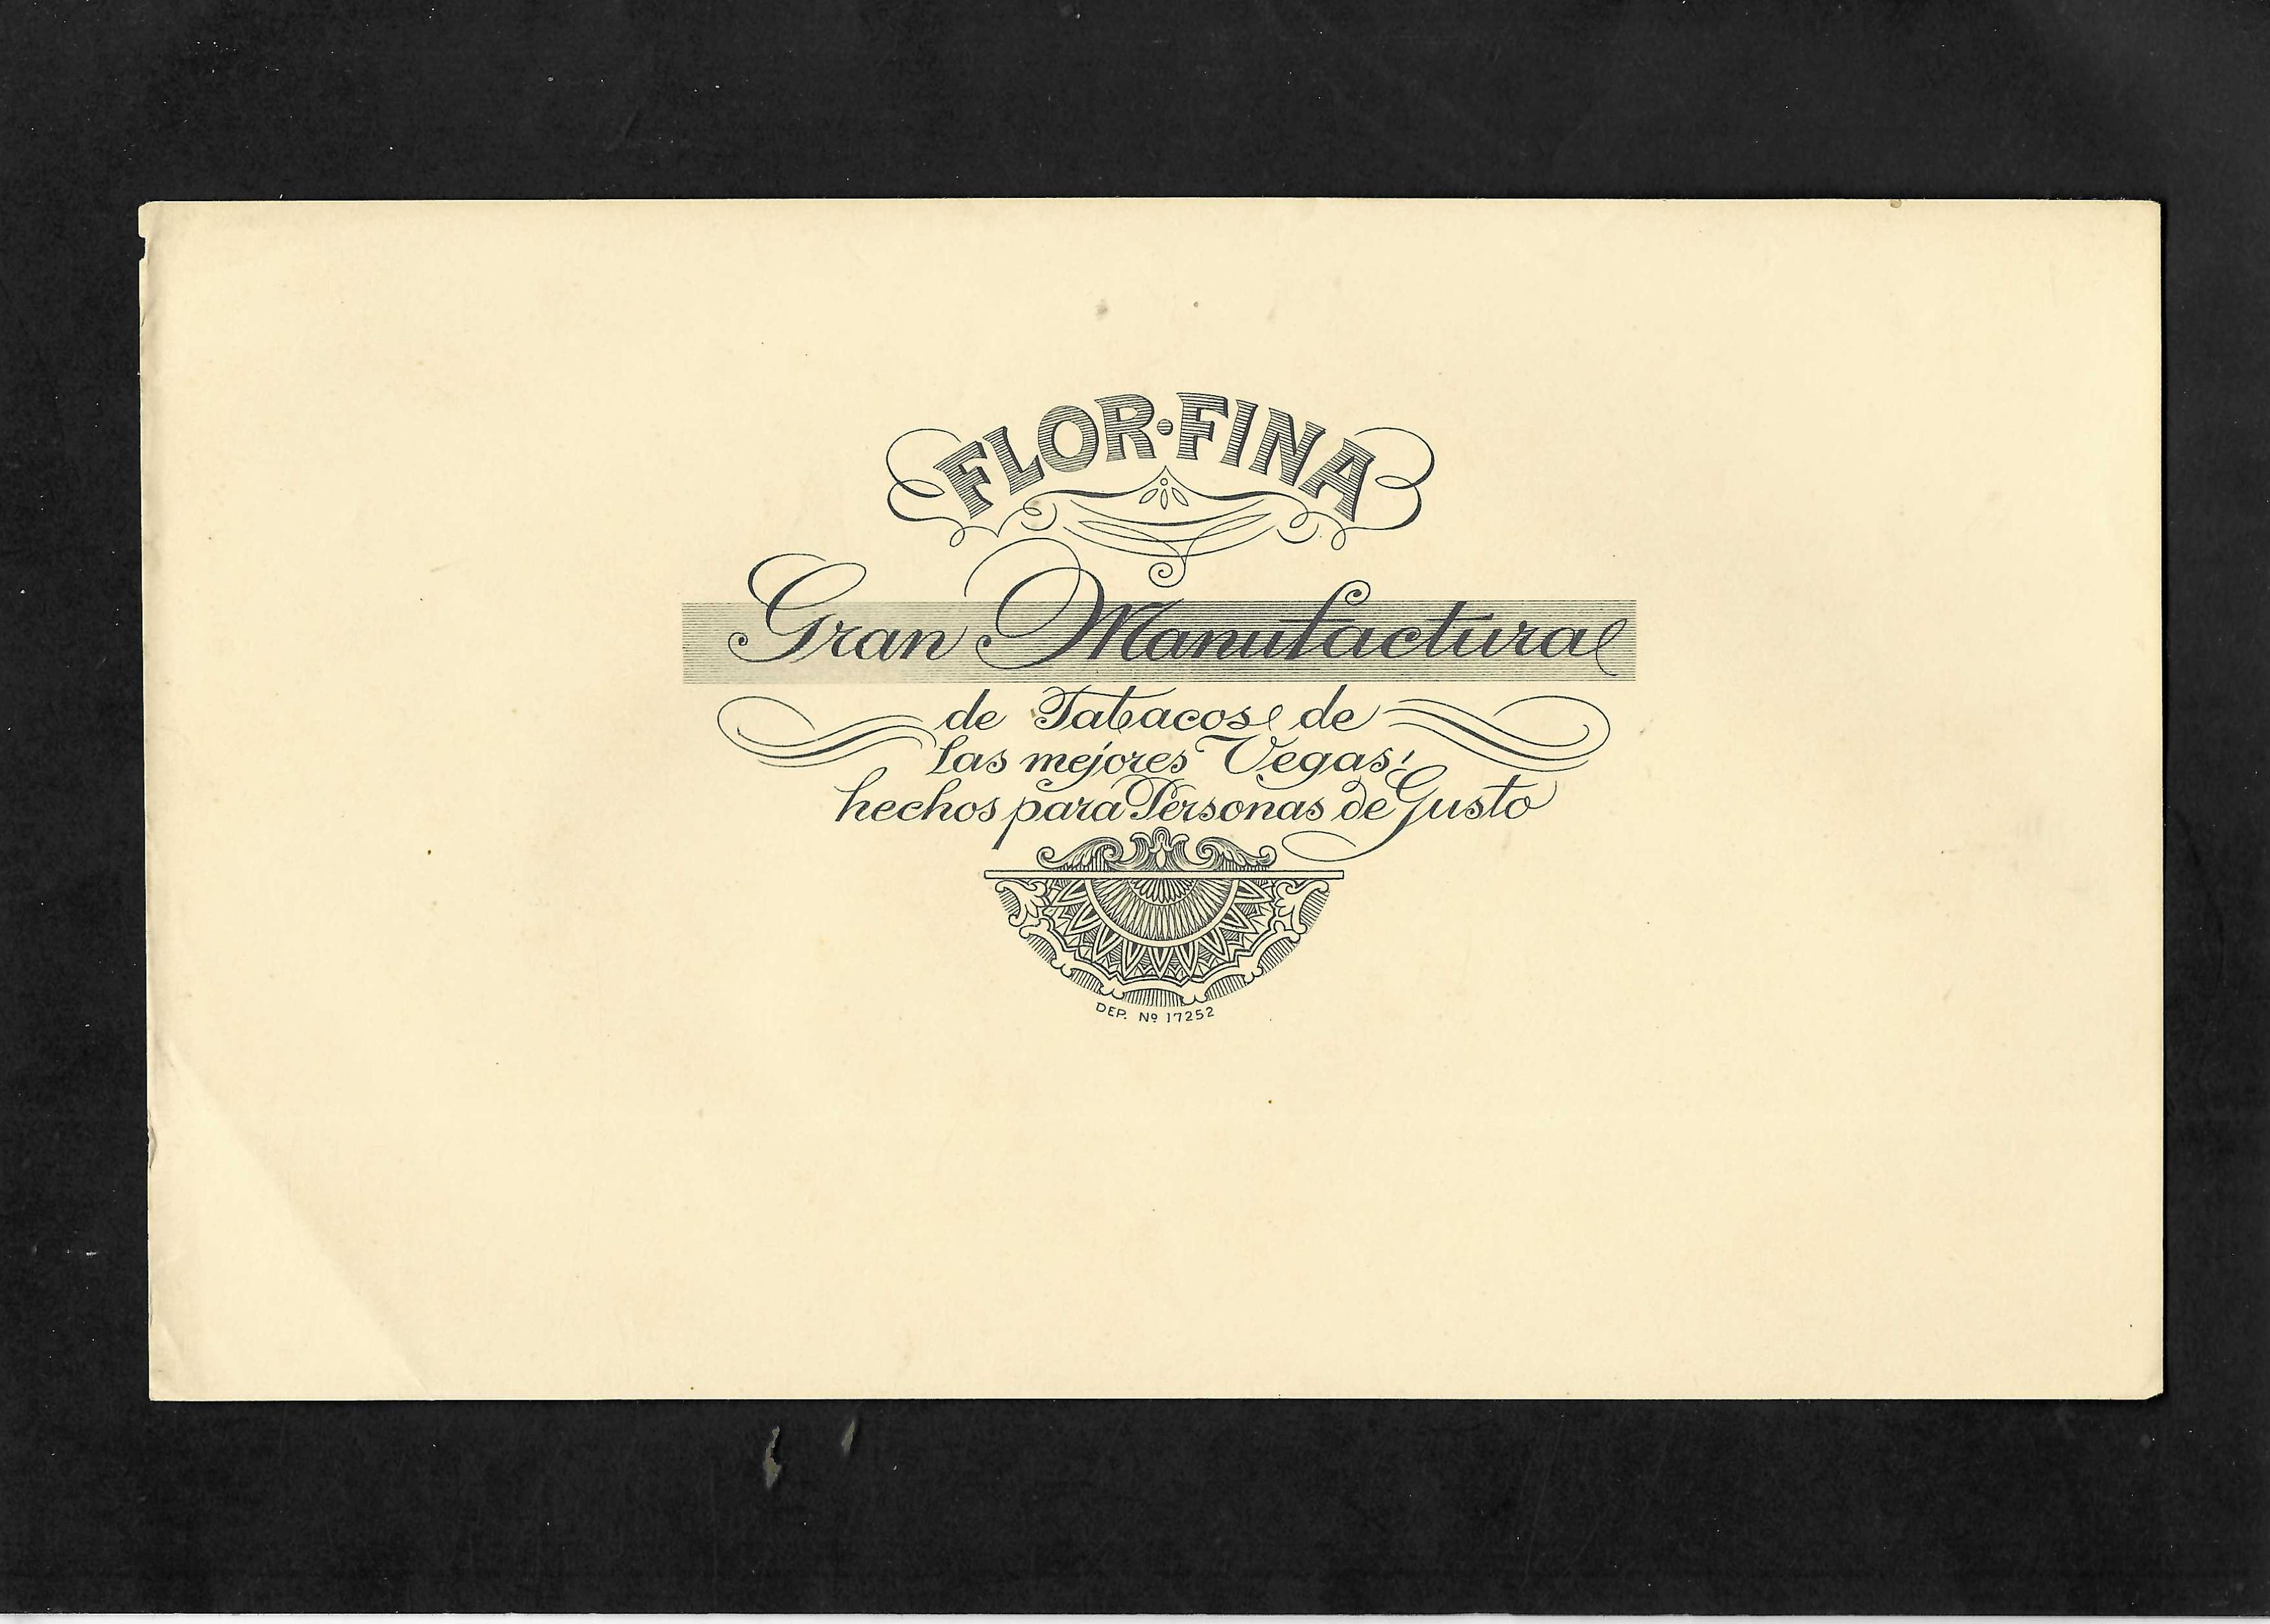 FLOR·FINA
Gran Manufactura
de Tabacos de
las mejores Vegas,
hechos para Personas de Gusto
DEP. Nº 17252